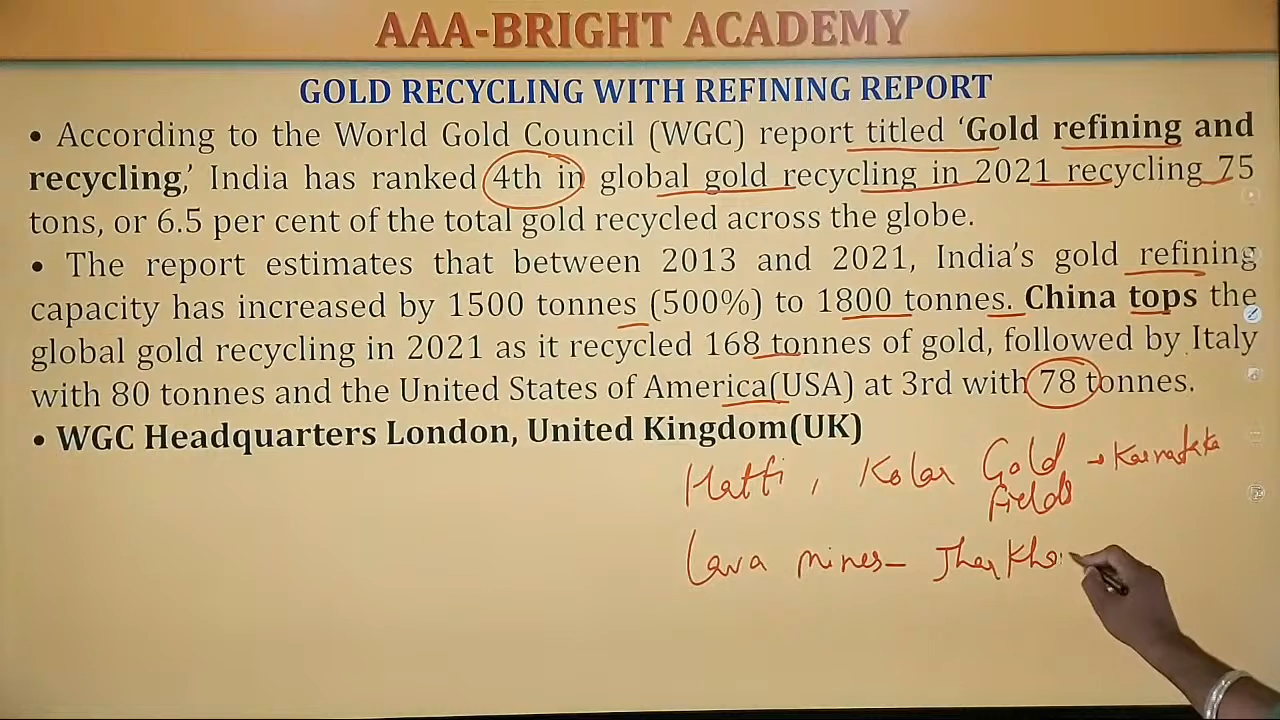 AAA-BRIGHT ACADEMY
GOLD RECYCLING WITH REFINING REPORT
• According to the World Gold Council (WGC) report titled ‘Gold refining and
recycling,’ India has ranked 4th in global gold recycling in 2021 recycling 75
tons, or 6.5 per cent of the total gold recycled across the globe.
• The report estimates that between 2013 and 2021, India’s gold refining
capacity has increased by 1500 tonnes (500%) to 1800 tonnes. China tops the
global gold recycling in 2021 as it recycled 168 tonnes of gold, followed by Italy
with 80 tonnes and the United States of America(USA) at 3rd with 78 tonnes.
• WGC Headquarters London, United Kingdom(UK)
Hatti, Kolar Gold → Karnatka
Fields
Lava mines- Jharkha